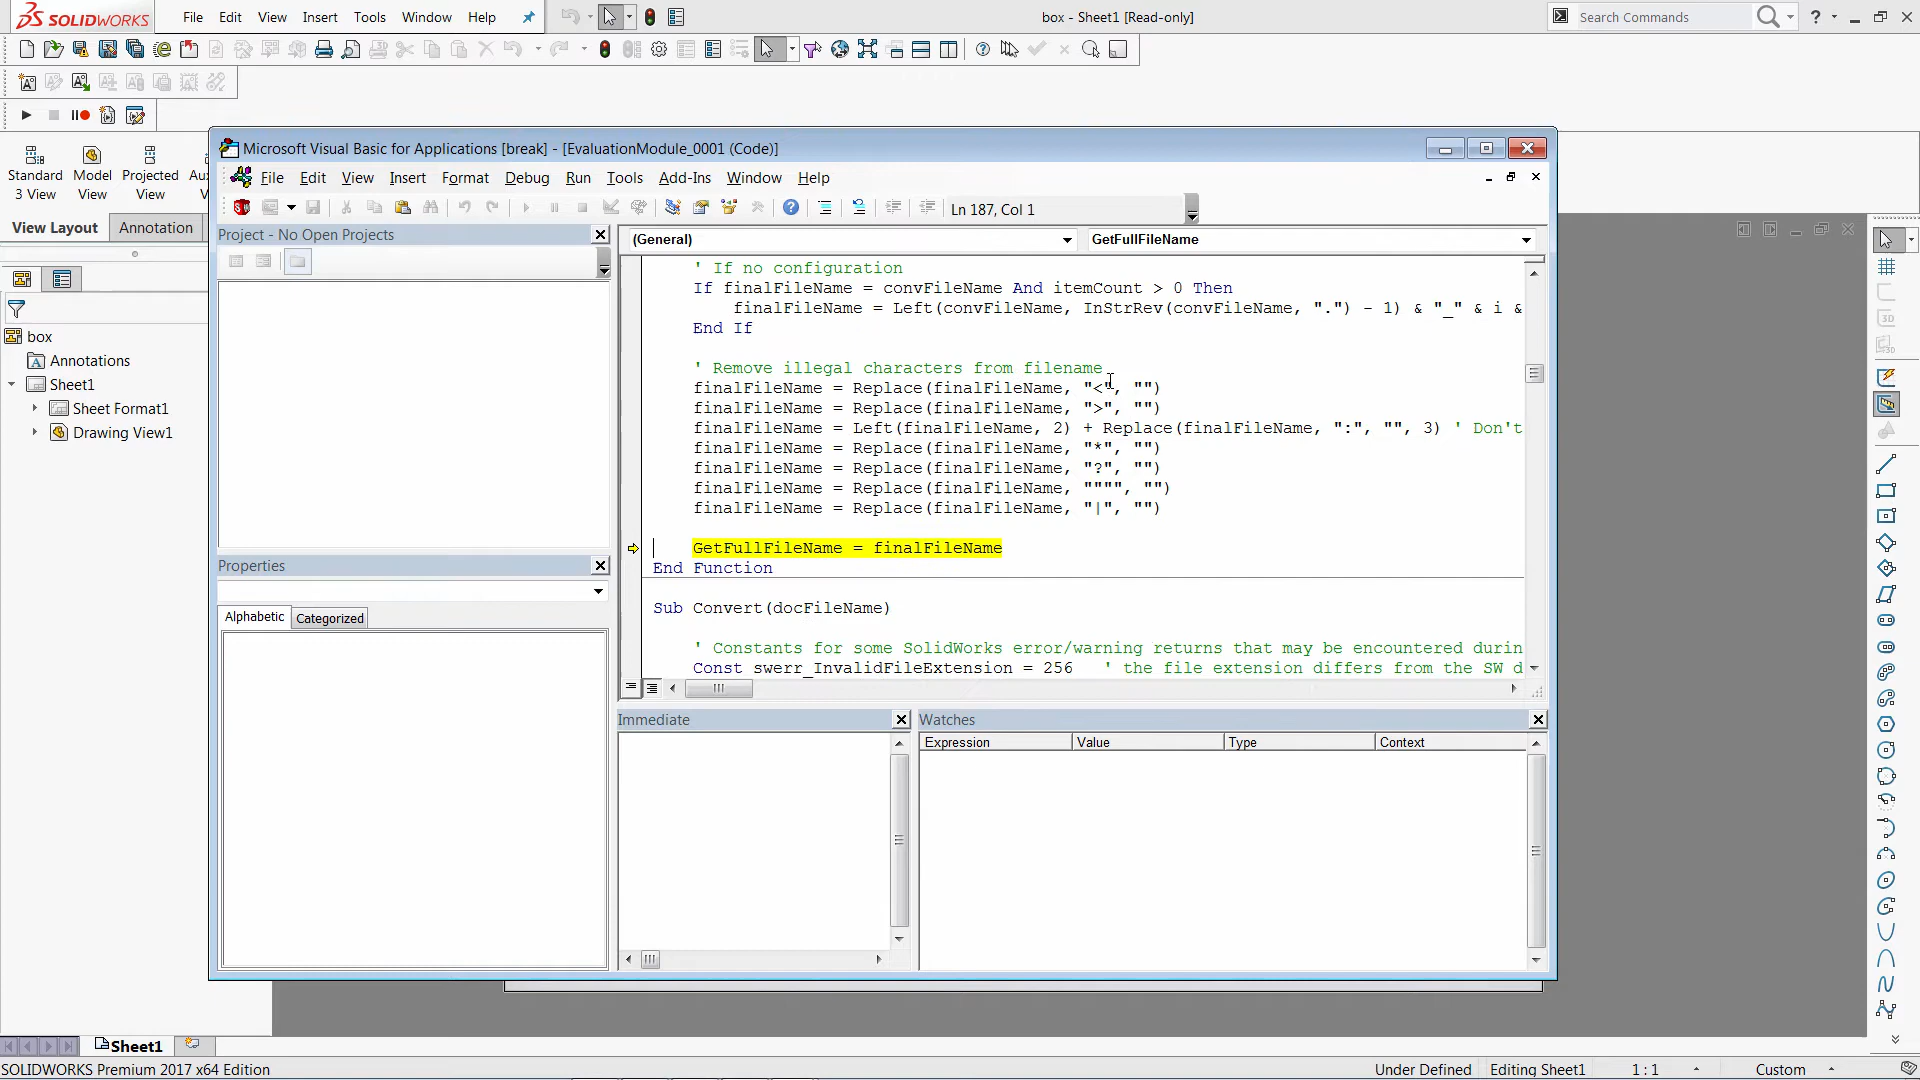 SOLIDWORKS
File Edit View Insert Tools Window Help
box - Sheet1 [Read-only]
Search Commands
Standard 3 View
Model View
Projected View
Au
View Layout
Annotation
box
Annotations
Sheet1
Sheet Format1
Drawing View1
Microsoft Visual Basic for Applications [break] - [EvaluationModule_0001 (Code)]
File Edit View Insert Format Debug Run Tools Add-Ins Window Help
Ln 187, Col 1
Project - No Open Projects
Properties
Alphabetic
Categorized
(General)
GetFullFileName
' If no configuration
If finalFileName = convFileName And itemCount > 0 Then
finalFileName = Left(convFileName, InStrRev(convFileName, ".") - 1) & "_" & i &
End If
' Remove illegal characters from filename
finalFileName = Replace(finalFileName, "<", "")
finalFileName = Replace(finalFileName, ">", "")
finalFileName = Left(finalFileName, 2) + Replace(finalFileName, ":", "", 3) ' Don't
finalFileName = Replace(finalFileName, "*", "")
finalFileName = Replace(finalFileName, "?", "")
finalFileName = Replace(finalFileName, """", "")
finalFileName = Replace(finalFileName, "|", "")
GetFullFileName = finalFileName
End Function
Sub Convert(docFileName)
' Constants for some SolidWorks error/warning returns that may be encountered durin
Const swerr_InvalidFileExtension = 256 ' the file extension differs from the SW d
Immediate
Watches
Expression Value Type Context
Sheet1
SOLIDWORKS Premium 2017 x64 Edition
Under Defined
Editing Sheet1
1 : 1
Custom